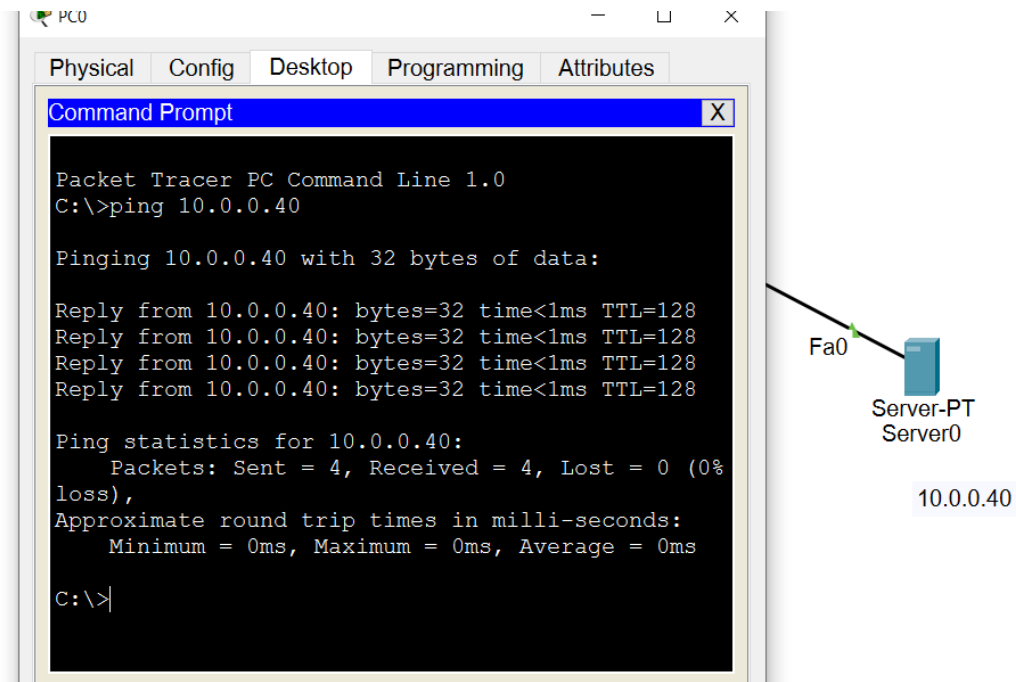 PC0
Physical Config Desktop Programming Attributes
Command Prompt
X
Packet Tracer PC Command Line 1.0
C:\>ping 10.0.0.40
Pinging 10.0.0.40 with 32 bytes of data:
Reply from 10.0.0.40: bytes=32 time<1ms TTL=128
Reply from 10.0.0.40: bytes=32 time<1ms TTL=128
Reply from 10.0.0.40: bytes=32 time<1ms TTL=128
Reply from 10.0.0.40: bytes=32 time<1ms TTL=128
Ping statistics for 10.0.0.40:
Packets: Sent = 4, Received = 4, Lost = 0 (0%
loss),
Approximate round trip times in milli-seconds:
Minimum = 0ms, Maximum = 0ms, Average = 0ms
C:\>
Fa0
Server-PT
Server0
10.0.0.40